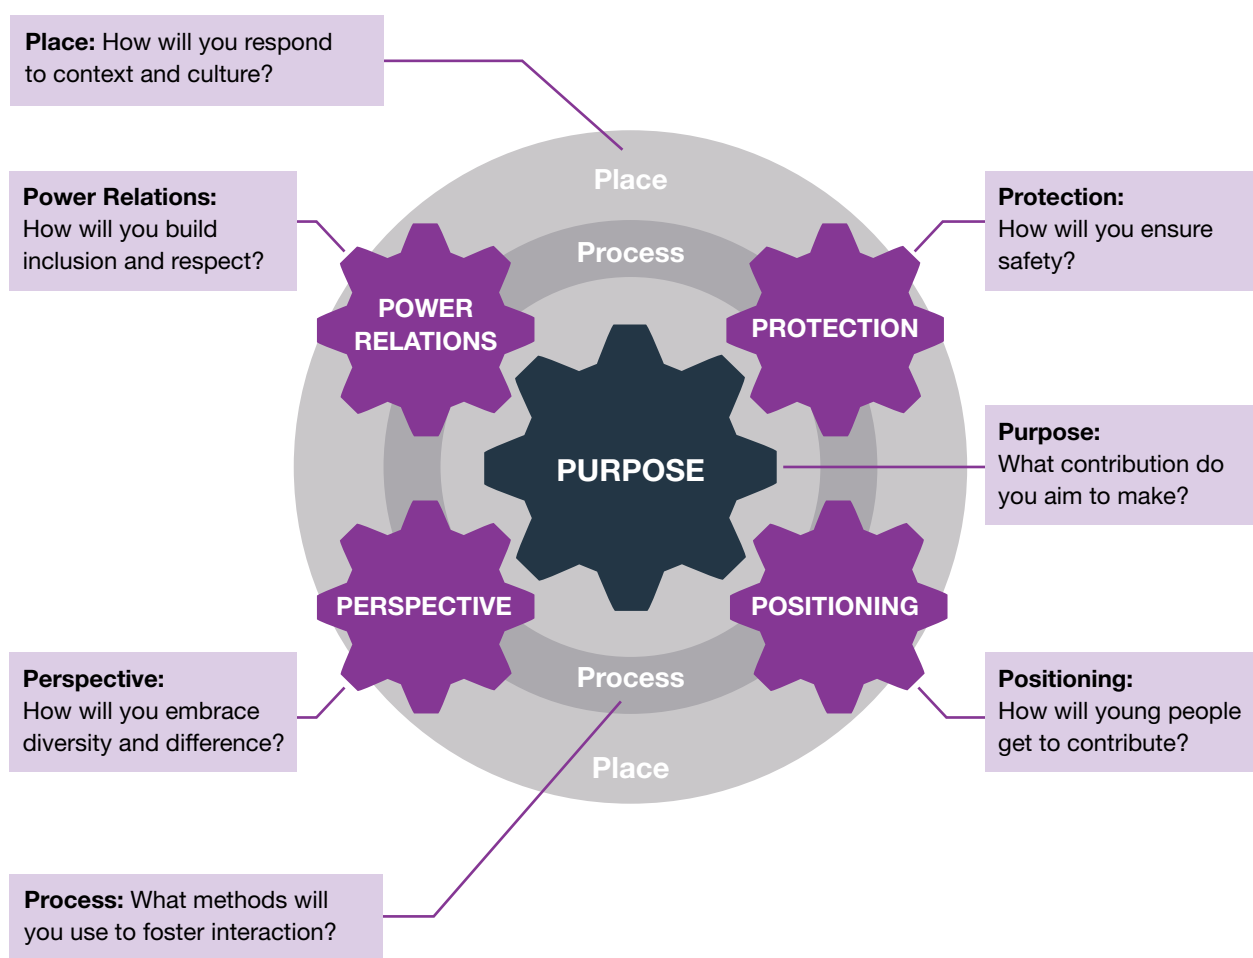 Place: How will you respond
to context and culture?
Place
Power Relations:
How will you build
inclusion and respect?
Protection:
How will you ensure
safety?
Process
POWER
RELATIONS
PROTECTION
PURPOSE
Purpose:
What contribution do
you aim to make?
PERSPECTIVE
POSITIONING
Process
Perspective:
How will you embrace
diversity and difference?
Positioning:
How will young people
get to contribute?
Place
Process: What methods will
you use to foster interaction?